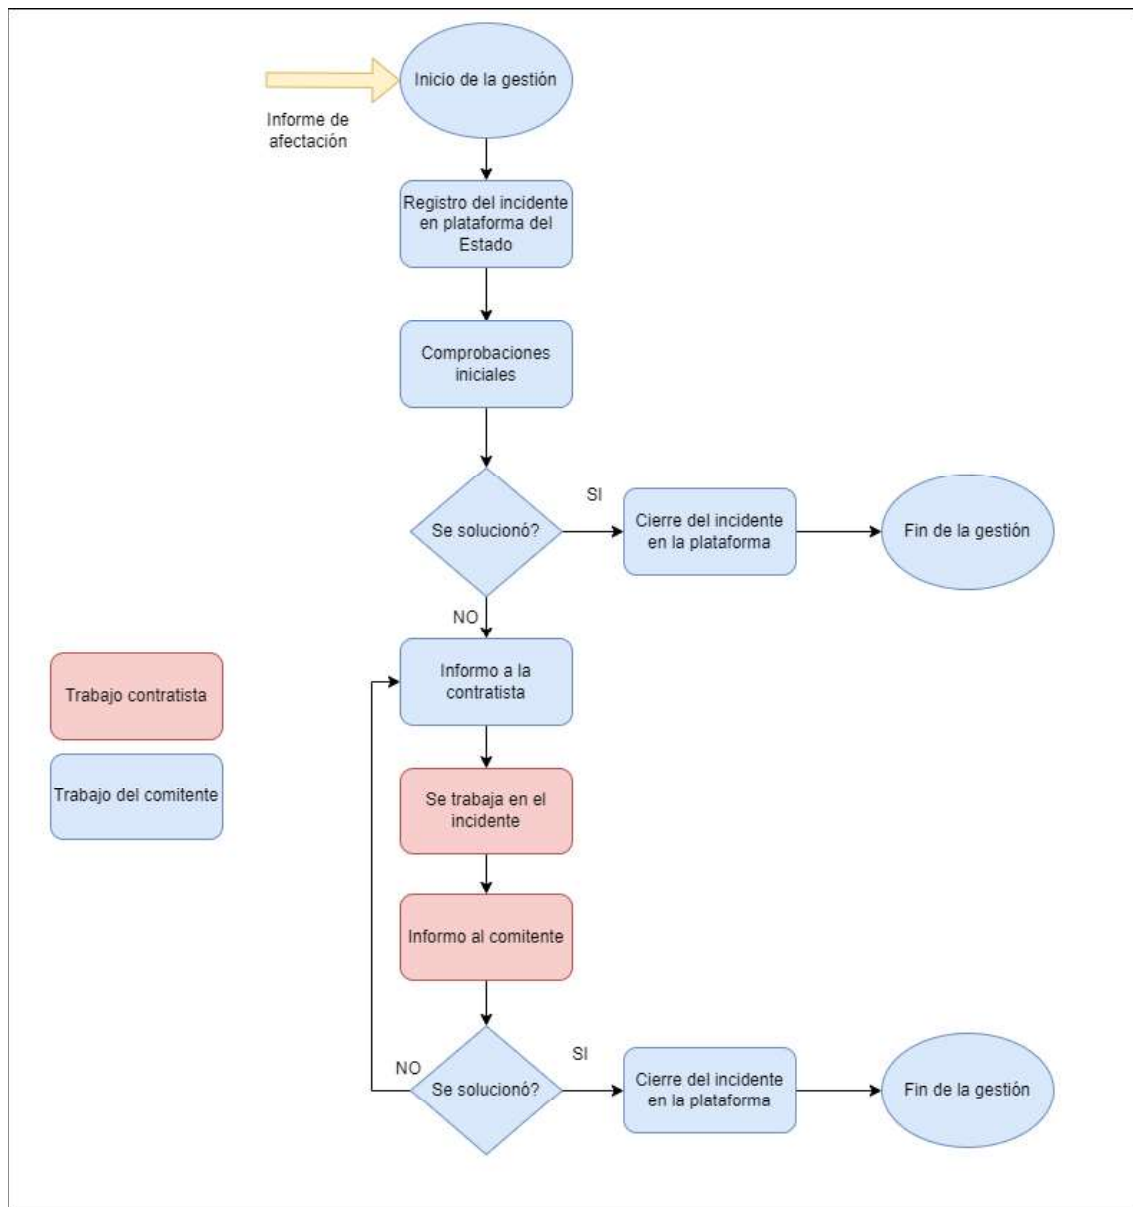 Inicio de la gestión
Informe de
afectación
Registro del incidente
en plataforma del
Estado
Comprobaciones
iniciales
Se solucionó?
SI
Cierre del incidente
en la plataforma
Fin de la gestión
NO
Informo a la
contratista
Trabajo contratista
Trabajo del comitente
Se trabaja en el
incidente
Informo al comitente
NO
Se solucionó?
SI
Cierre del incidente
en la plataforma
Fin de la gestión